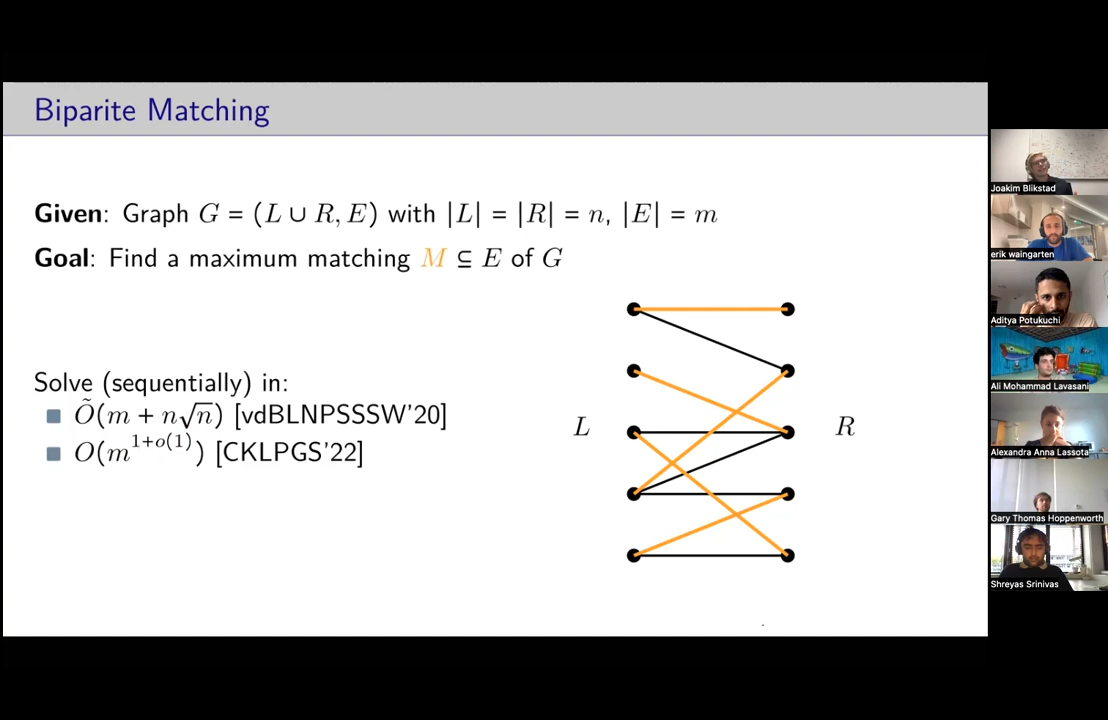 Biparite Matching
Given: Graph G = (L ∪ R, E) with |L| = |R| = n, |E| = m
Goal: Find a maximum matching M ⊆ E of G
Solve (sequentially) in:
Õ(m + n√n) [vdBLNPSSSW'20]
O(m^{1+o(1)}) [CKLPGS'22]
L
R
Joakim Blikstad
erik waingarten
Aditya Potukuchi
Ali Mohammad Lavasani
Alexandra Anna Lassota
Gary Thomas Hoppenworth
Shreyas Srinivas